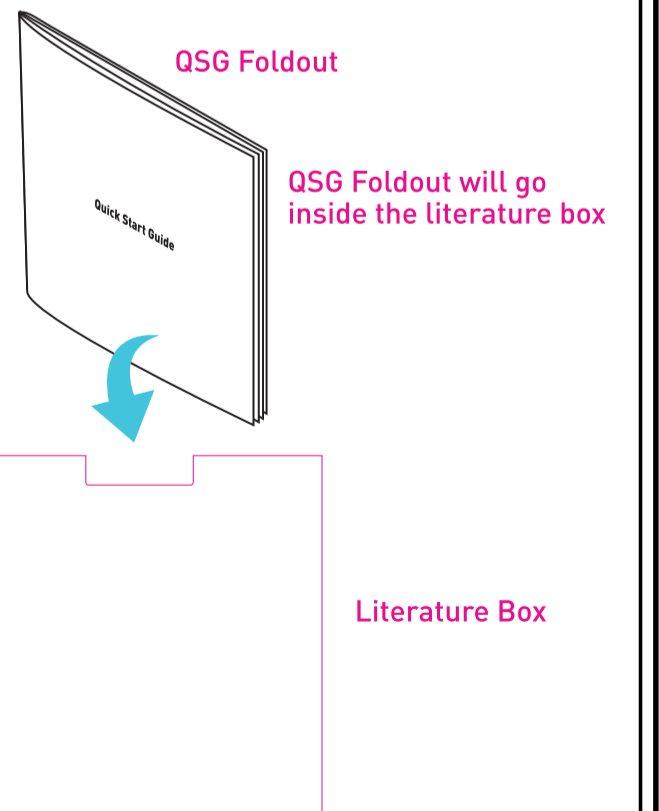 QSG Foldout
QSG Foldout will go
inside the literature box
Quick Start Guide
Literature Box